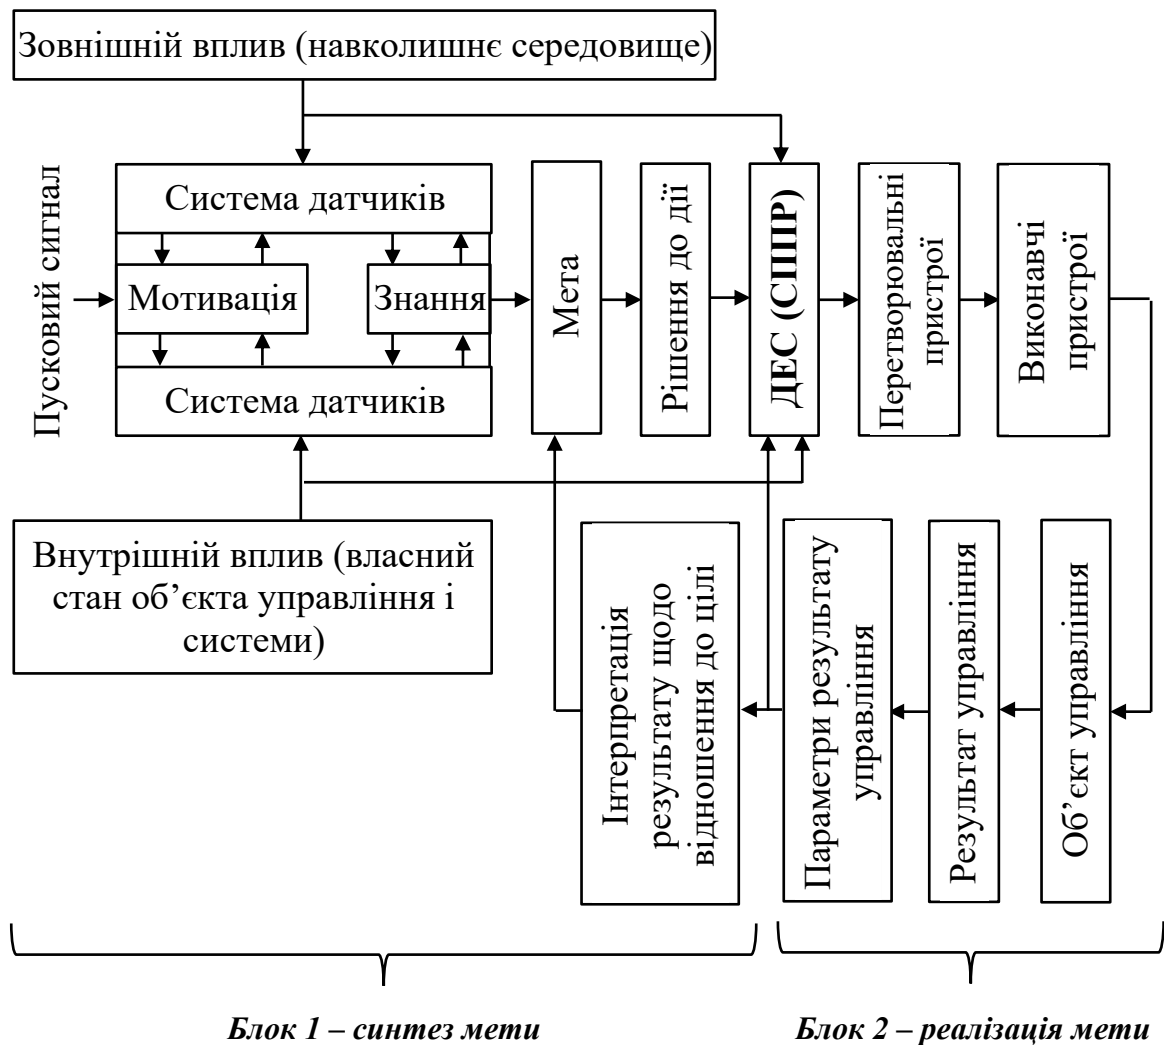 Зовнішній вплив (навколишнє середовище)
Пусковий сигнал
Система датчиків
Мотивація
Знання
Система датчиків
Мета
Рішення до дії
ДЕС (СППР)
Перетворювальні
пристрої
Виконавчі
пристрої
Внутрішній вплив (власний
стан об’єкта управління і
системи)
Інтерпретація
результату щодо
відношення до цілі
Параметри результату
управління
Результат управління
Об’єкт управління
Блок 1 – синтез мети
Блок 2 – реалізація мети